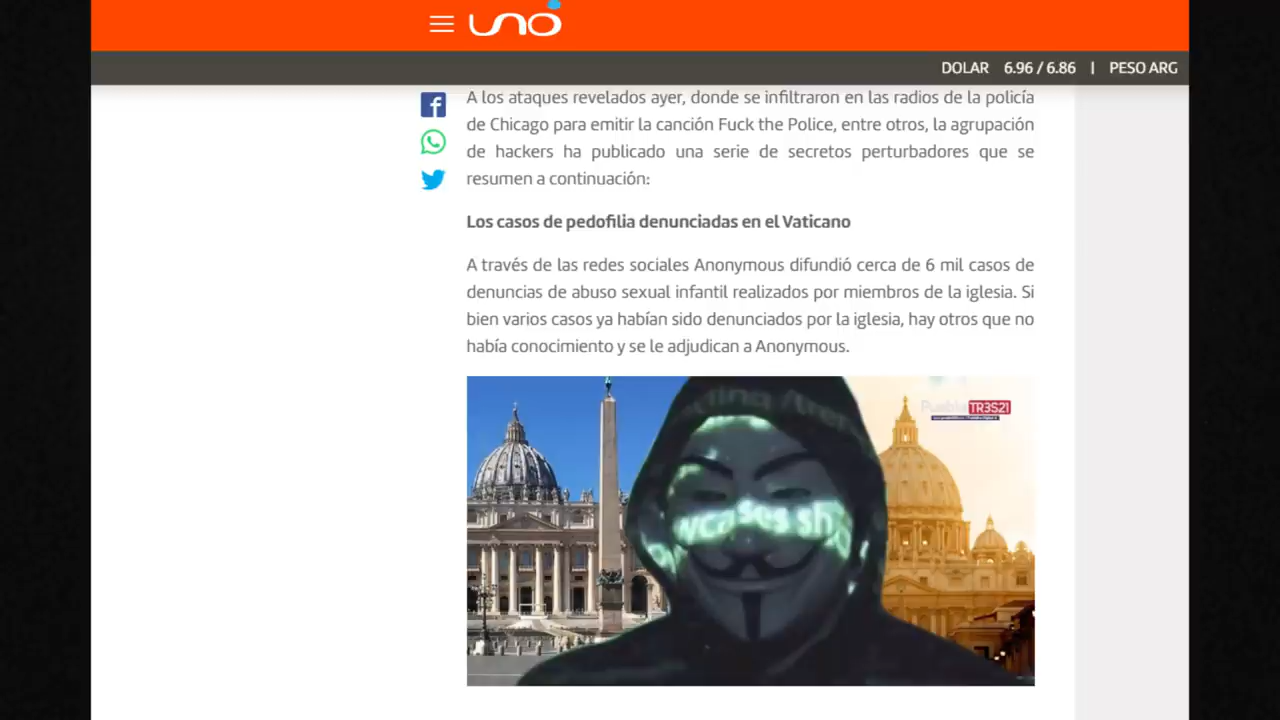 UNO
DOLAR 6.96 / 6.86 | PESO ARG
A los ataques revelados ayer, donde se infiltraron en las radios de la policía
de Chicago para emitir la canción Fuck the Police, entre otros, la agrupación
de hackers ha publicado una serie de secretos perturbadores que se
resumen a continuación:
Los casos de pedofilia denunciadas en el Vaticano
A través de las redes sociales Anonymous difundió cerca de 6 mil casos de
denuncias de abuso sexual infantil realizados por miembros de la iglesia. Si
bien varios casos ya habían sido denunciados por la iglesia, hay otros que no
había conocimiento y se le adjudican a Anonymous.
TR3S21